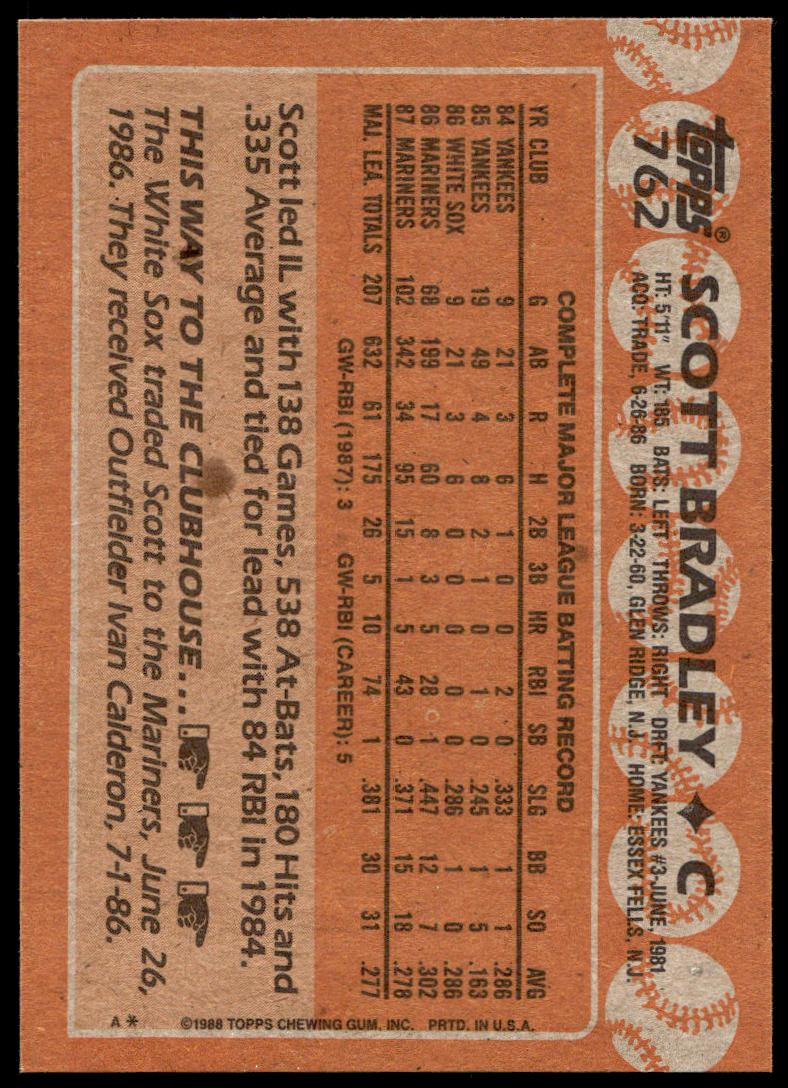 topps®
762
SCOTT BRADLEY ♦ C
HT: 5'11" WT: 185 BATS: LEFT THROWS: RIGHT DRFT: YANKEES #3-JUNE, 1981
ACQ: TRADE, 6-26-86 BORN: 3-22-60, GLEN RIDGE, N.J. HOME: ESSEX FELLS, N.J.
COMPLETE MAJOR LEAGUE BATTING RECORD
YR CLUB G AB R H 2B 3B HR RBI SB SLG BB SO AVG
84 YANKEES 9 21 3 6 1 0 0 2 0 .333 1 1 .286
85 YANKEES 19 49 4 8 2 1 0 1 0 .245 1 5 .163
86 WHITE SOX 9 21 3 6 0 0 0 0 0 .286 1 0 .286
86 MARINERS 68 199 17 60 8 3 5 28 1 .447 12 7 .302
87 MARINERS 102 342 34 95 15 1 5 43 0 .371 15 18 .278
MAJ. LEA. TOTALS 207 632 61 175 26 5 10 74 1 .381 30 31 .277
GW-RBI (1987): 3 GW-RBI (CAREER): 5
Scott led IL with 138 Games, 538 At-Bats, 180 Hits and
.335 Average and tied for lead with 84 RBI in 1984.
THIS WAY TO THE CLUBHOUSE...
The White Sox traded Scott to the Mariners, June 26,
1986. They received Outfielder Ivan Calderon, 7-1-86.
A* ©1988 TOPPS CHEWING GUM, INC. PRTD. IN U.S.A.